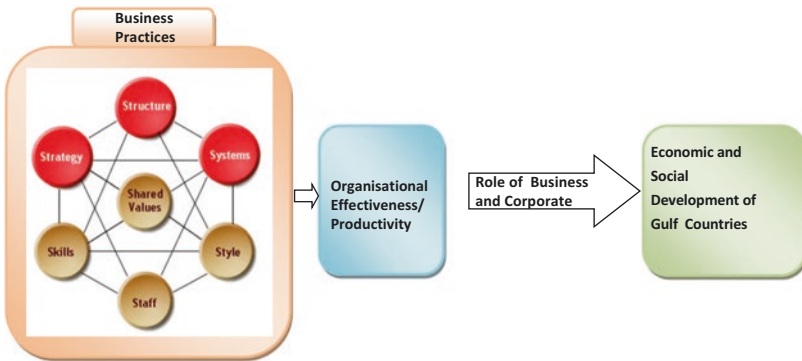 Business
Practices
Structure
Strategy
Systems
Shared
Values
Skills
Style
Staff
Organisational
Effectiveness/
Productivity
Role of Business
and Corporate
Economic and
Social
Development of
Gulf Countries